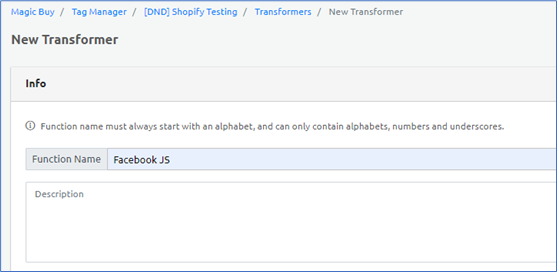 Magic Buy / Tag Manager / [DND] Shopify Testing / Transformers / New Transformer
New Transformer
Info
Function name must always start with an alphabet, and can only contain alphabets, numbers and underscores.
Function Name Facebook JS
Description